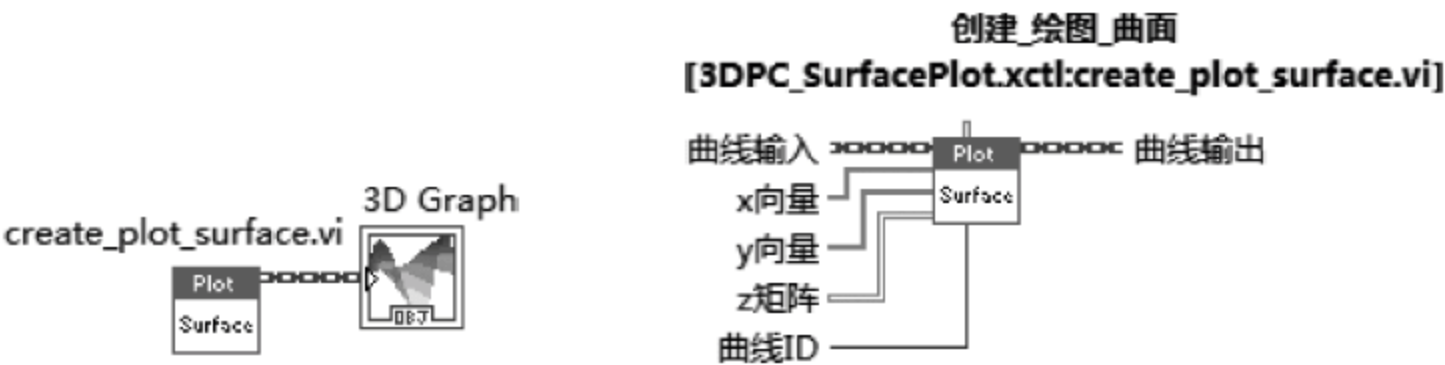 创建_绘图_曲面
[3DPC_SurfacePlot.xctl:create_plot_surface.vi]
曲线输入
Plot
曲线输出
x向量
Surface
y向量
z矩阵
曲线ID
3D Graph
create_plot_surface.vi
Plot
Surface
OBJ